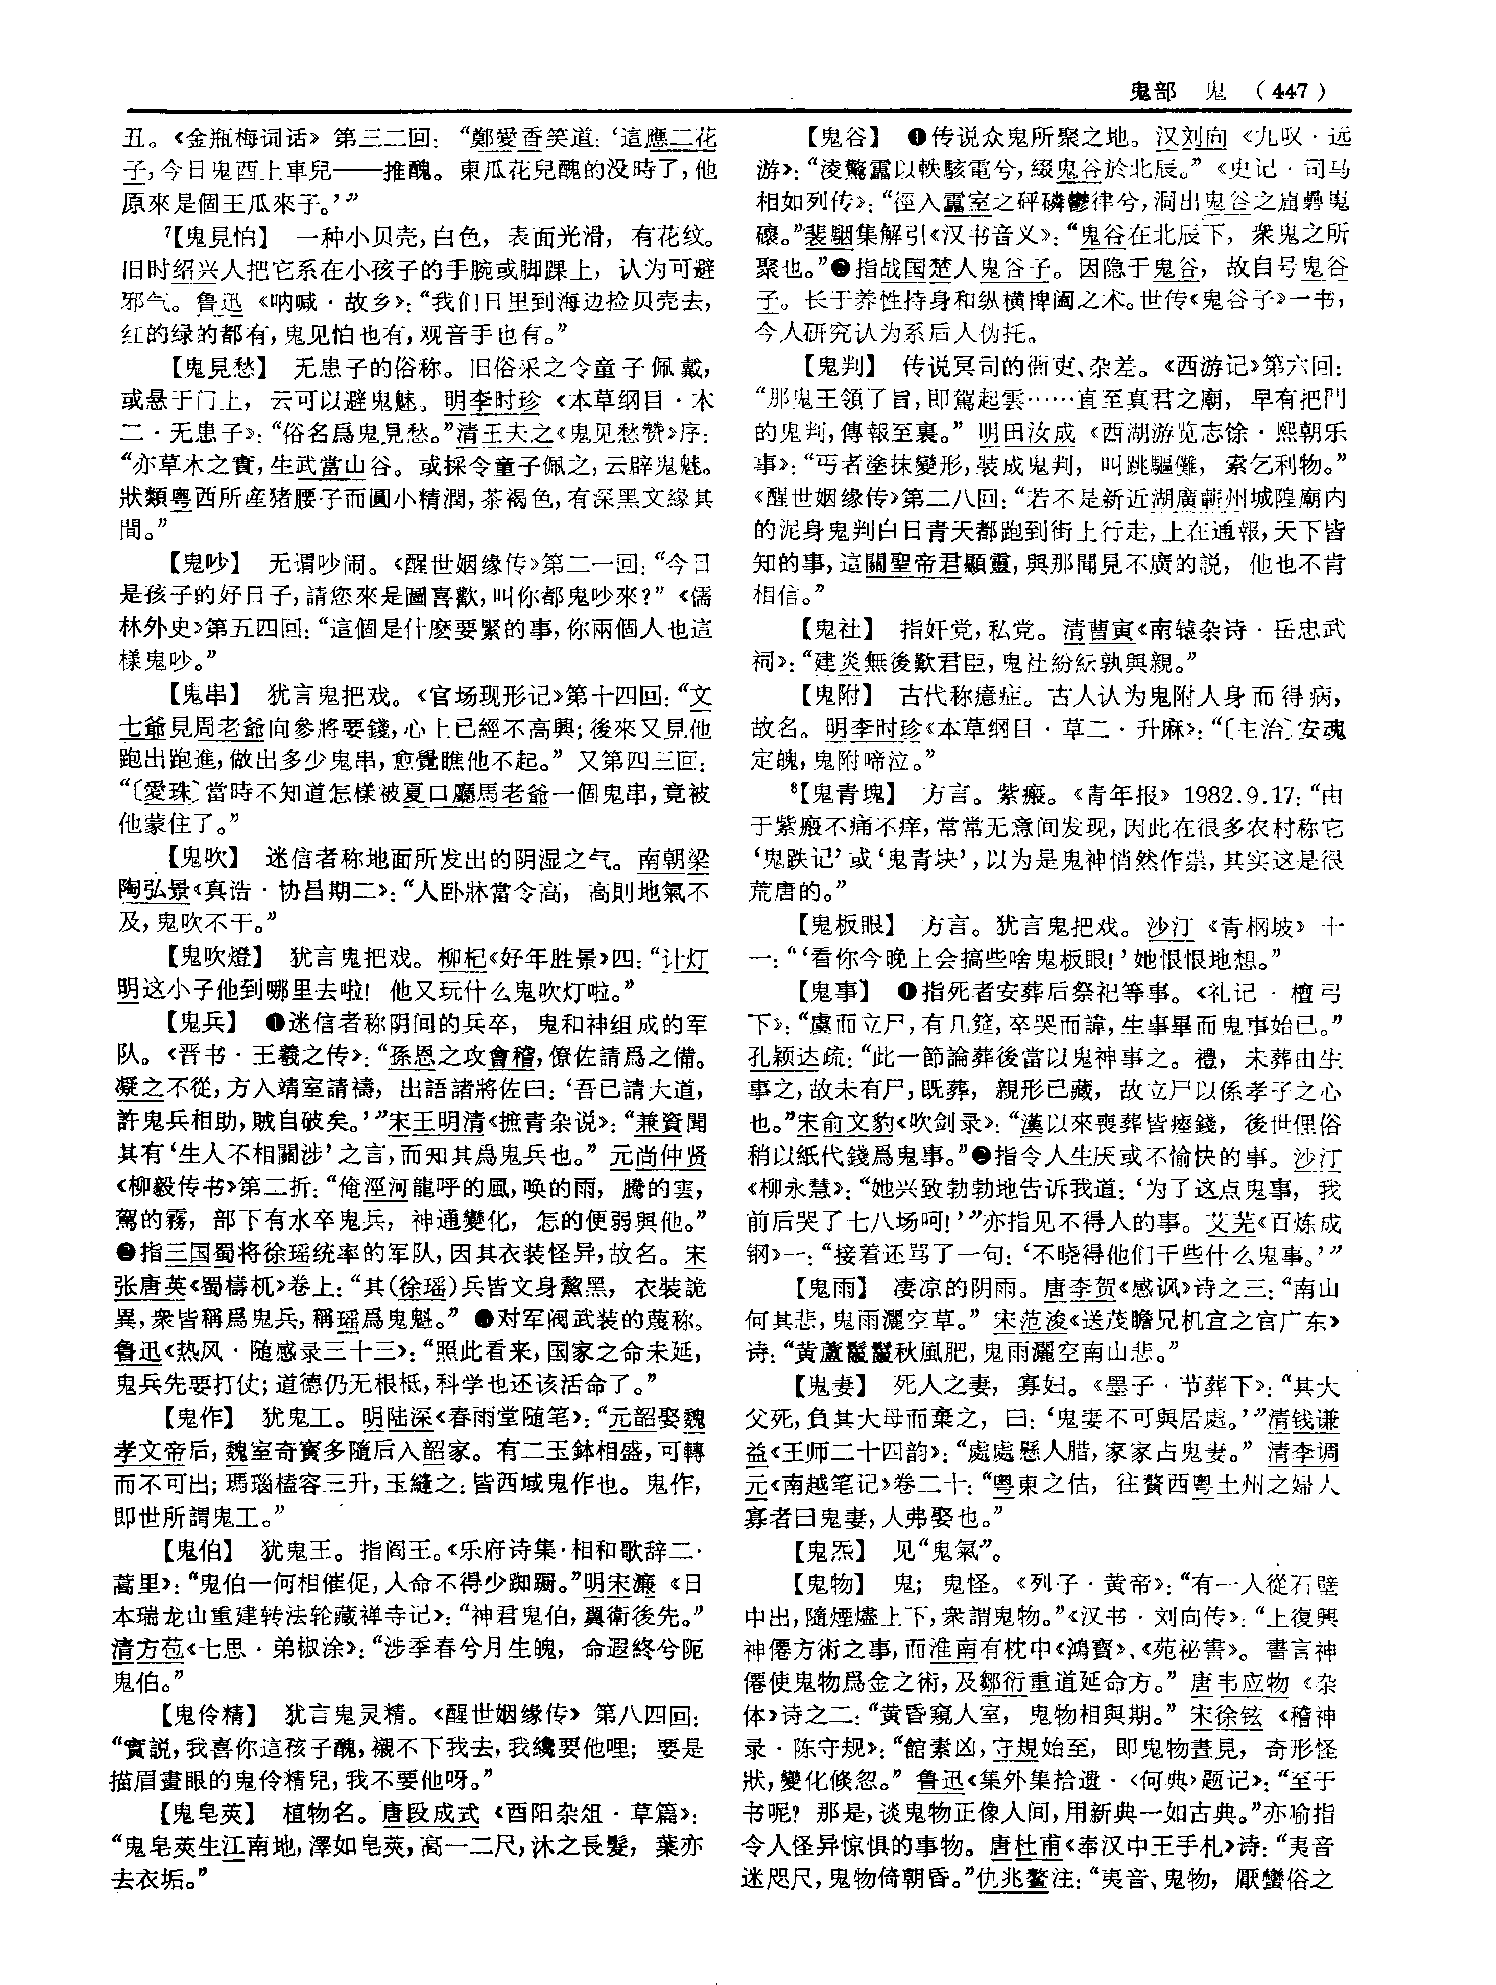 鬼部　鬼　（447）
丑。《金瓶梅词话》第三二回：“鄭愛香笑道：‘這應二花
子，今日鬼酉上車兒——推醜。東瓜花兒醜的没時了，他
原來是個王瓜來子。’”
⁷【鬼見怕】　一种小贝壳，白色，表面光滑，有花纹。
旧时绍兴人把它系在小孩子的手腕或脚踝上，认为可避
邪气。鲁迅《呐喊·故乡》：“我们日里到海边捡贝壳去，
红的绿的都有，鬼见怕也有，观音手也有。”
【鬼見愁】　无患子的俗称。旧俗采之令童子佩戴，
或悬于门上，云可以避鬼魅。明李时珍《本草纲目·木
二·无患子》：“俗名爲鬼見愁。”清王夫之《鬼见愁赞》序：
“亦草木之實，生武當山谷。或採令童子佩之，云辟鬼魅。
狀類粤西所産猪腰子而圓小精潤，茶褐色，有深黑文緣其
間。”
【鬼吵】　无谓吵闹。《醒世姻缘传》第二一回：“今日
是孩子的好日子，請您來是圖喜歡，叫你都鬼吵來？”《儒
林外史》第五四回：“這個是什麽要緊的事，你兩個人也這
樣鬼吵。”
【鬼串】　犹言鬼把戏。《官场现形记》第十四回：“文
七爺見周老爺向參將要錢，心上已經不高興；後來又見他
跑出跑進，做出多少鬼串，愈覺瞧他不起。”又第四三回：
“〔愛珠〕當時不知道怎樣被夏口廳馬老爺一個鬼串，竟被
他蒙住了。”
【鬼吹】　迷信者称地面所发出的阴湿之气。南朝梁
陶弘景《真诰·协昌期二》：“人卧牀當令高，高則地氣不
及，鬼吹不干。”
【鬼吹燈】　犹言鬼把戏。柳杞《好年胜景》四：“计灯
明这小子他到哪里去啦！他又玩什么鬼吹灯啦。”
【鬼兵】　❶迷信者称阴间的兵卒，鬼和神组成的军
队。《晋书·王羲之传》：“孫恩之攻會稽，僚佐請爲之備。
凝之不從，方入靖室請禱，出語諸將佐曰：‘吾已請大道，
許鬼兵相助，賊自破矣。’”宋王明清《摭青杂说》：“兼資聞
其有‘生人不相關涉’之言，而知其爲鬼兵也。”元尚仲贤
《柳毅传书》第二折：“俺涇河龍呼的風，唤的雨，騰的雲，
駕的霧，部下有水卒鬼兵，神通變化，怎的便弱與他。”
❷指三国蜀将徐瑶统率的军队，因其衣装怪异，故名。宋
张唐英《蜀檮杌》卷上：“其（徐瑶）兵皆文身黧黑，衣裝詭
異，衆皆稱爲鬼兵，稱瑶爲鬼魁。”❸对军阀武装的蔑称。
鲁迅《热风·随感录三十三》：“照此看来，国家之命未延，
鬼兵先要打仗；道德仍无根柢，科学也还该活命了。”
【鬼作】　犹鬼工。明陆深《春雨堂随笔》：“元韶娶魏
孝文帝后，魏室奇寶多隨后入韶家。有二玉鉢相盛，可轉
而不可出；瑪瑙榼容三升，玉縫之：皆西域鬼作也。鬼作，
即世所謂鬼工。”
【鬼伯】　犹鬼王。指阎王。《乐府诗集·相和歌辞二·
蒿里》：“鬼伯一何相催促，人命不得少踟蹰。”明宋濂《日
本瑞龙山重建转法轮藏禅寺记》：“神君鬼伯，翼衛後先。”
清方苞《七思·弟椒涂》：“涉季春兮月生魄，命遐終兮阨
鬼伯。”
【鬼伶精】　犹言鬼灵精。《醒世姻缘传》第八四回：
“實説，我喜你這孩子醜，襯不下我去，我纔要他哩；要是
描眉畫眼的鬼伶精兒，我不要他呀。”
【鬼皂莢】　植物名。唐段成式《酉阳杂俎·草篇》：
“鬼皂莢生江南地，澤如皂莢，高一二尺，沐之長髮，葉亦
去衣垢。”
【鬼谷】　❶传说众鬼所聚之地。汉刘向《九叹·远
游》：“淩驚靁以軼駭電兮，綴鬼谷於北辰。”《史记·司马
相如列传》：“徑入靁室之砰磷鬱律兮，洞出鬼谷之崫礨嵬
礞。”裴駰集解引《汉书音义》：“鬼谷在北辰下，衆鬼之所
聚也。”❷指战国楚人鬼谷子。因隐于鬼谷，故自号鬼谷
子。长于养性持身和纵横捭阖之术。世传《鬼谷子》一书，
今人研究认为系后人伪托。
【鬼判】　传说冥司的衙吏、杂差。《西游记》第六回：
“那鬼王領了旨，即駕起雲……直至真君之廟，早有把門
的鬼判，傳報至裏。”明田汝成《西湖游览志馀·熙朝乐
事》：“丐者塗抹變形，裝成鬼判，叫跳驅儺，索乞利物。”
《醒世姻缘传》第二八回：“若不是新近湖廣蘄州城隍廟内
的泥身鬼判白日青天都跑到街上行走，上在通報，天下皆
知的事，這關聖帝君顯靈，與那聞見不廣的説，他也不肯
相信。”
【鬼社】　指奸党，私党。清曹寅《南辕杂诗·岳忠武
祠》：“建炎無後歎君臣，鬼社紛紜孰與親。”
【鬼附】　古代称癔症。古人认为鬼附人身而得病，
故名。明李时珍《本草纲目·草二·升麻》：“〔主治〕安魂
定魄，鬼附啼泣。”
⁸【鬼青塊】　方言。紫癜。《青年报》1982.9.17：“由
于紫癜不痛不痒，常常无意间发现，因此在很多农村称它
‘鬼跌记’或‘鬼青块’，以为是鬼神悄然作祟，其实这是很
荒唐的。”
【鬼板眼】　方言。犹言鬼把戏。沙汀《青㭎坡》十
一：“‘看你今晚上会搞些啥鬼板眼！’她恨恨地想。”
【鬼事】　❶指死者安葬后祭祀等事。《礼记·檀弓
下》：“虞而立尸，有几筵，卒哭而諱，生事畢而鬼事始已。”
孔颖达疏：“此一節論葬後當以鬼神事之。禮，未葬由生
事之，故未有尸，既葬，親形已藏，故立尸以係孝子之心
也。”宋俞文豹《吹剑录》：“漢以來喪葬皆瘞錢，後世俚俗
稍以紙代錢爲鬼事。”❷指令人生厌或不愉快的事。沙汀
《柳永慧》：“她兴致勃勃地告诉我道：‘为了这点鬼事，我
前后哭了七八场呵！’”亦指见不得人的事。艾芜《百炼成
钢》一：“接着还骂了一句：‘不晓得他们干些什么鬼事。’”
【鬼雨】　凄凉的阴雨。唐李贺《感讽》诗之三：“南山
何其悲，鬼雨灑空草。”宋范浚《送茂瞻兄机宜之官广东》
诗：“黄蘆鬖鬖秋風肥，鬼雨灑空南山悲。”
【鬼妻】　死人之妻，寡妇。《墨子·节葬下》：“其大
父死，負其大母而棄之，曰：‘鬼妻不可與居處。’”清钱谦
益《王师二十四韵》：“處處懸人腊，家家占鬼妻。”清李调
元《南越笔记》卷二十：“粤東之估，往贅西粤土州之婦人
寡者曰鬼妻，人弗娶也。”
【鬼炁】　见“鬼氣”。
【鬼物】　鬼；鬼怪。《列子·黄帝》：“有一人從石壁
中出，隨煙燼上下，衆謂鬼物。”《汉书·刘向传》：“上復興
神僊方術之事，而淮南有枕中《鴻寶》、《苑祕書》。書言神
僊使鬼物爲金之術，及鄒衍重道延命方。”唐韦应物《杂
体》诗之二：“黄昏窺人室，鬼物相與期。”宋徐铉《稽神
录·陈守规》：“館素凶，守規始至，即鬼物晝見，奇形怪
狀，變化倏忽。”鲁迅《集外集拾遗·〈何典〉题记》：“至于
书呢？那是，谈鬼物正像人间，用新典一如古典。”亦喻指
令人怪异惊惧的事物。唐杜甫《奉汉中王手札》诗：“夷音
迷咫尺，鬼物倚朝昏。”仇兆鳌注：“夷音、鬼物，厭蠻俗之